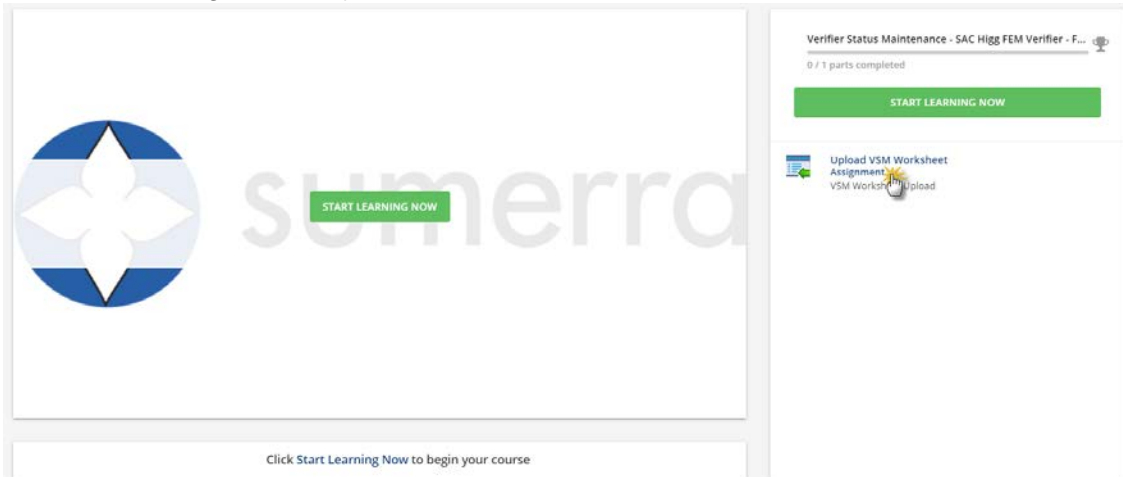 sumerra
START LEARNING NOW
Click Start Learning Now to begin your course
Verifier Status Maintenance - SAC Higg FEM Verifier - F...
0 / 1 parts completed
START LEARNING NOW
Upload VSM Worksheet
Assignment
VSM Upload